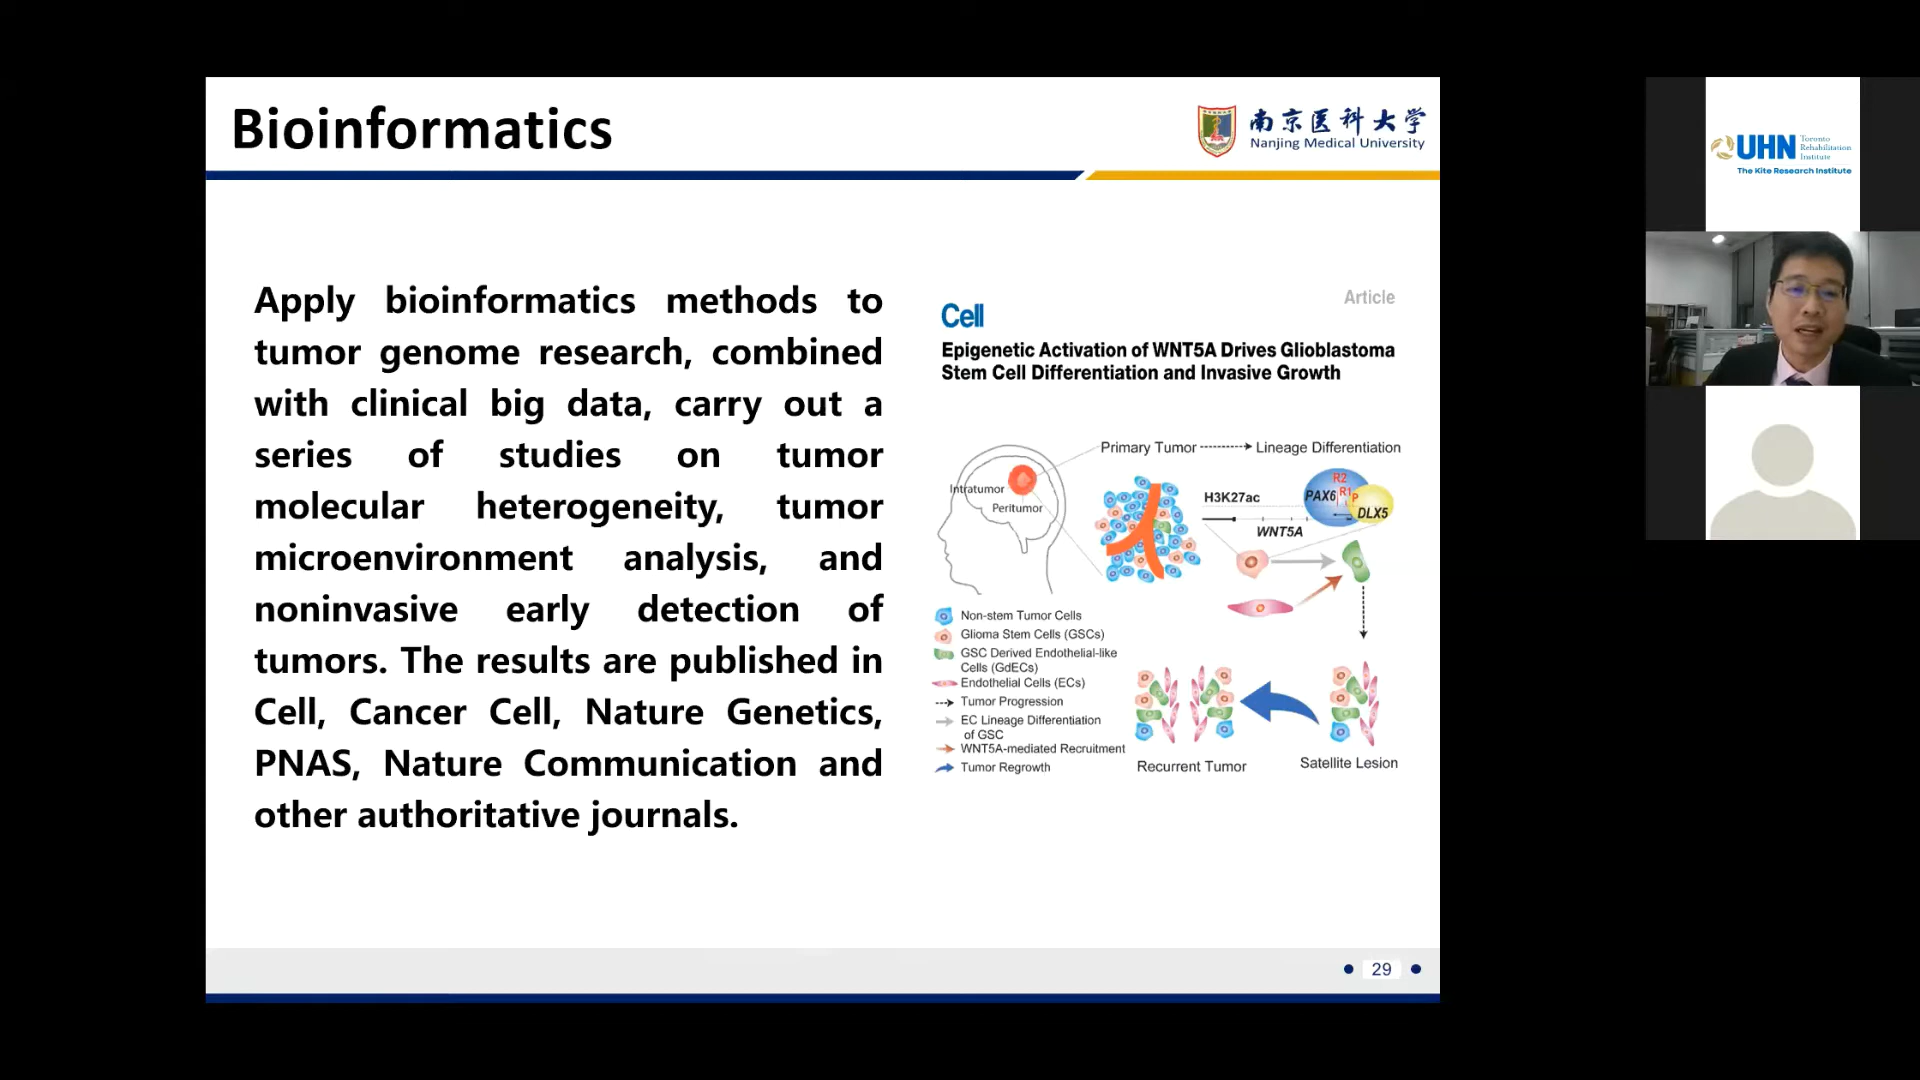 Bioinformatics
南京医科大学
Nanjing Medical University
Apply bioinformatics methods to
tumor genome research, combined
with clinical big data, carry out a
series of studies on tumor
molecular heterogeneity, tumor
microenvironment analysis, and
noninvasive early detection of
tumors. The results are published in
Cell, Cancer Cell, Nature Genetics,
PNAS, Nature Communication and
other authoritative journals.
Article
Cell
Epigenetic Activation of WNT5A Drives Glioblastoma
Stem Cell Differentiation and Invasive Growth
Primary Tumor
Lineage Differentiation
Intratumor
Peritumor
H3K27ac
WNT5A
R2
PAX6
R1
P
DLX5
Non-stem Tumor Cells
Glioma Stem Cells (GSCs)
GSC Derived Endothelial-like
Cells (GdECs)
Endothelial Cells (ECs)
Tumor Progression
EC Lineage Differentiation
of GSC
WNT5A-mediated Recruitment
Tumor Regrowth
Recurrent Tumor
Satellite Lesion
29
UHN
Toronto
Rehabilitation
Institute
The Kite Research Institute